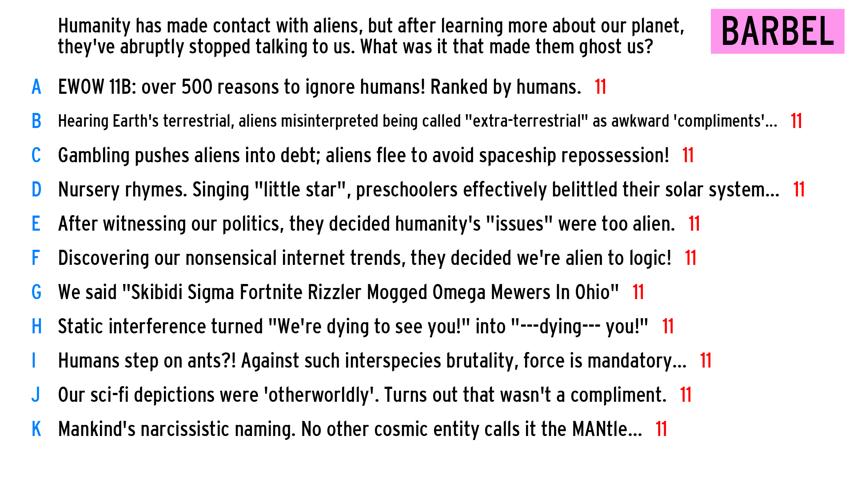 Humanity has made contact with aliens, but after learning more about our planet,
they've abruptly stopped talking to us. What was it that made them ghost us?
BARBEL
A EWOW 11B: over 500 reasons to ignore humans! Ranked by humans. 11
B Hearing Earth's terrestrial, aliens misinterpreted being called "extra-terrestrial" as awkward 'compliments'... 11
C Gambling pushes aliens into debt; aliens flee to avoid spaceship repossession! 11
D Nursery rhymes. Singing "little star", preschoolers effectively belittled their solar system... 11
E After witnessing our politics, they decided humanity's "issues" were too alien. 11
F Discovering our nonsensical internet trends, they decided we're alien to logic! 11
G We said "Skibidi Sigma Fortnite Rizzler Mogged Omega Mewers In Ohio" 11
H Static interference turned "We're dying to see you!" into "---dying--- you!" 11
I Humans step on ants?! Against such interspecies brutality, force is mandatory... 11
J Our sci-fi depictions were 'otherworldly'. Turns out that wasn't a compliment. 11
K Mankind's narcissistic naming. No other cosmic entity calls it the MANtle... 11